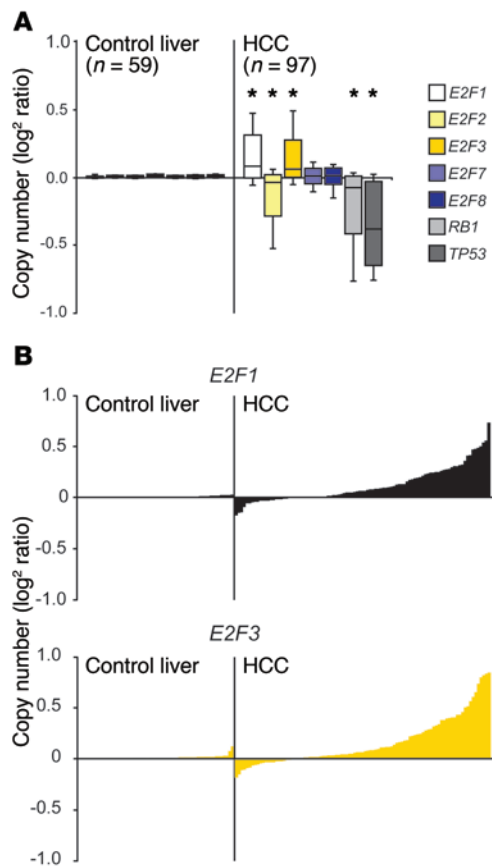 A
Control liver
(n = 59)
HCC
(n = 97)
* * * * *
1.0
0.5
0.0
-0.5
-1.0
Copy number (log² ratio)
E2F1
E2F2
E2F3
E2F7
E2F8
RB1
TP53
B
E2F1
Control liver
HCC
1.0
0.5
0
-0.5
-1.0
Copy number (log² ratio)
E2F3
Control liver
HCC
1.0
0.5
0
-0.5
-1.0